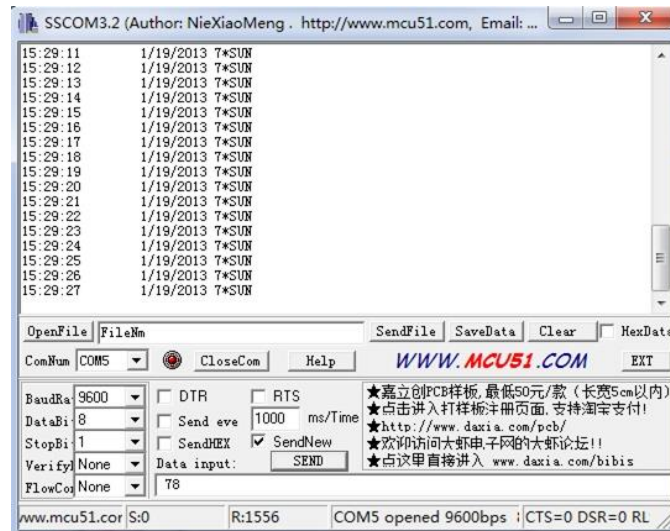 SSCOM3.2 (Author: NieXiaoMeng . http://www.mcu51.com, Email: ...
15:29:11 1/19/2013 7*SUN
15:29:12 1/19/2013 7*SUN
15:29:13 1/19/2013 7*SUN
15:29:14 1/19/2013 7*SUN
15:29:15 1/19/2013 7*SUN
15:29:16 1/19/2013 7*SUN
15:29:17 1/19/2013 7*SUN
15:29:18 1/19/2013 7*SUN
15:29:19 1/19/2013 7*SUN
15:29:20 1/19/2013 7*SUN
15:29:21 1/19/2013 7*SUN
15:29:22 1/19/2013 7*SUN
15:29:23 1/19/2013 7*SUN
15:29:24 1/19/2013 7*SUN
15:29:25 1/19/2013 7*SUN
15:29:26 1/19/2013 7*SUN
15:29:27 1/19/2013 7*SUN
OpenFile FileNm SendFile SaveData Clear HexData
ComNum COM5 CloseCom Help WWW.MCU51.COM EXT
BaudRa 9600 DTR RTS
DataBi 8 Send eve 1000 ms/Time
StopBi 1 SendHEX SendNew
Verify None Data input: SEND
FlowCo None 78
★嘉立创PCB样板,最低50元/款(长宽5cm以内)
★点击进入打样板注册页面,支持淘宝支付!
★http://www.daxia.com/pcb/
★欢迎访问大虾电子网的大虾论坛!!
★点这里直接进入 www.daxia.com/bibis
www.mcu51.cor S:0 R:1556 COM5 opened 9600bps CTS=0 DSR=0 RL